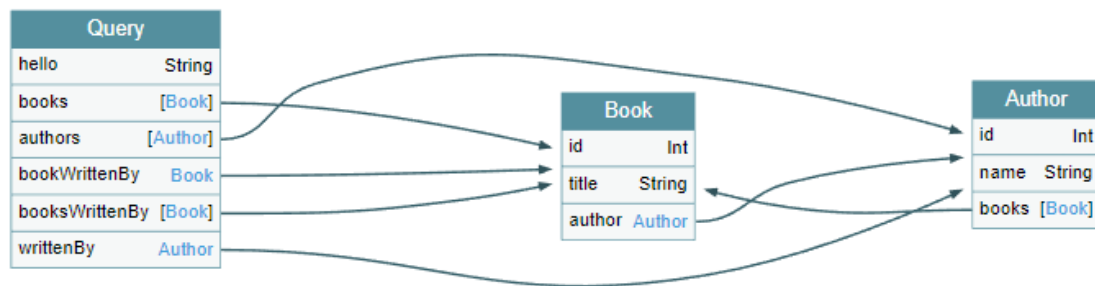 Query
hello String
books [Book]
authors [Author]
bookWrittenBy Book
booksWrittenBy [Book]
writtenBy Author
Book
id Int
title String
author Author
Author
id Int
name String
books [Book]